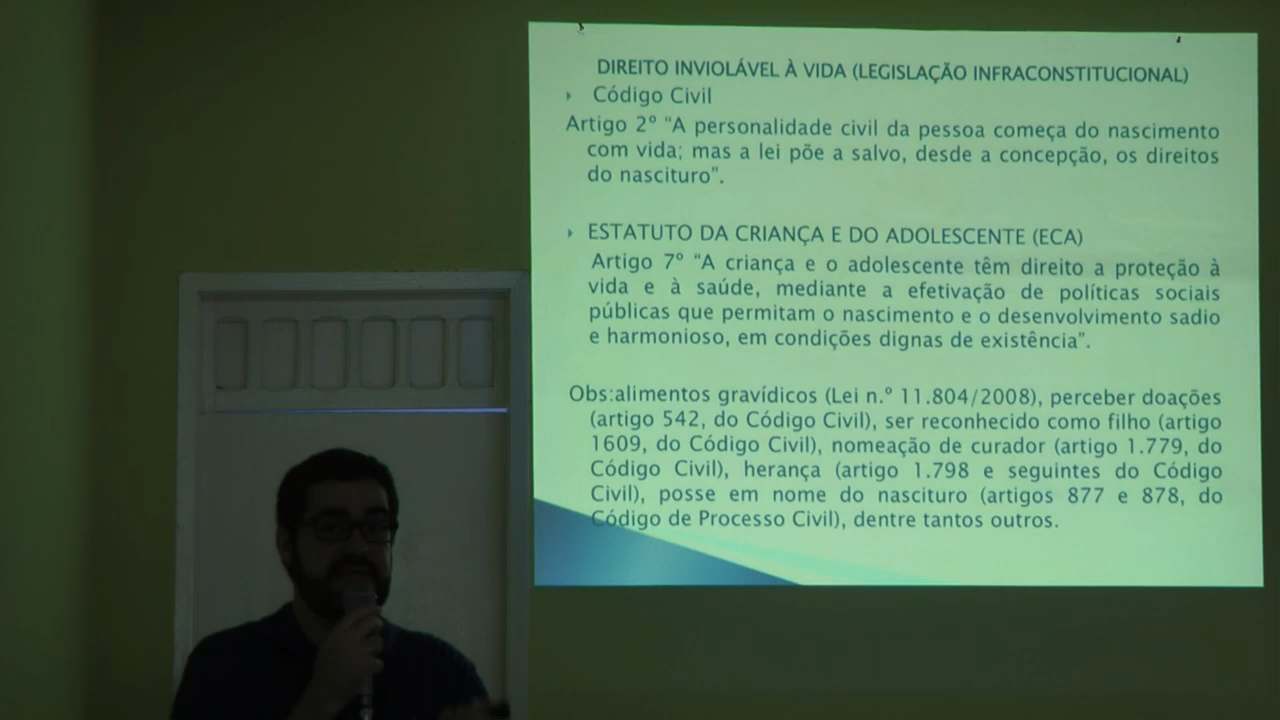 DIREITO INVIOLÁVEL À VIDA (LEGISLAÇÃO INFRACONSTITUCIONAL)
Código Civil
Artigo 2º “A personalidade civil da pessoa começa do nascimento
com vida; mas a lei põe a salvo, desde a concepção, os direitos
do nascituro”.
ESTATUTO DA CRIANÇA E DO ADOLESCENTE (ECA)
Artigo 7º “A criança e o adolescente têm direito a proteção à
vida e à saúde, mediante a efetivação de políticas sociais
públicas que permitam o nascimento e o desenvolvimento sadio
e harmonioso, em condições dignas de existência”.
Obs:alimentos gravídicos (Lei n.º 11.804/2008), perceber doações
(artigo 542, do Código Civil), ser reconhecido como filho (artigo
1609, do Código Civil), nomeação de curador (artigo 1.779, do
Código Civil), herança (artigo 1.798 e seguintes do Código
Civil), posse em nome do nascituro (artigos 877 e 878, do
Código de Processo Civil), dentre tantos outros.